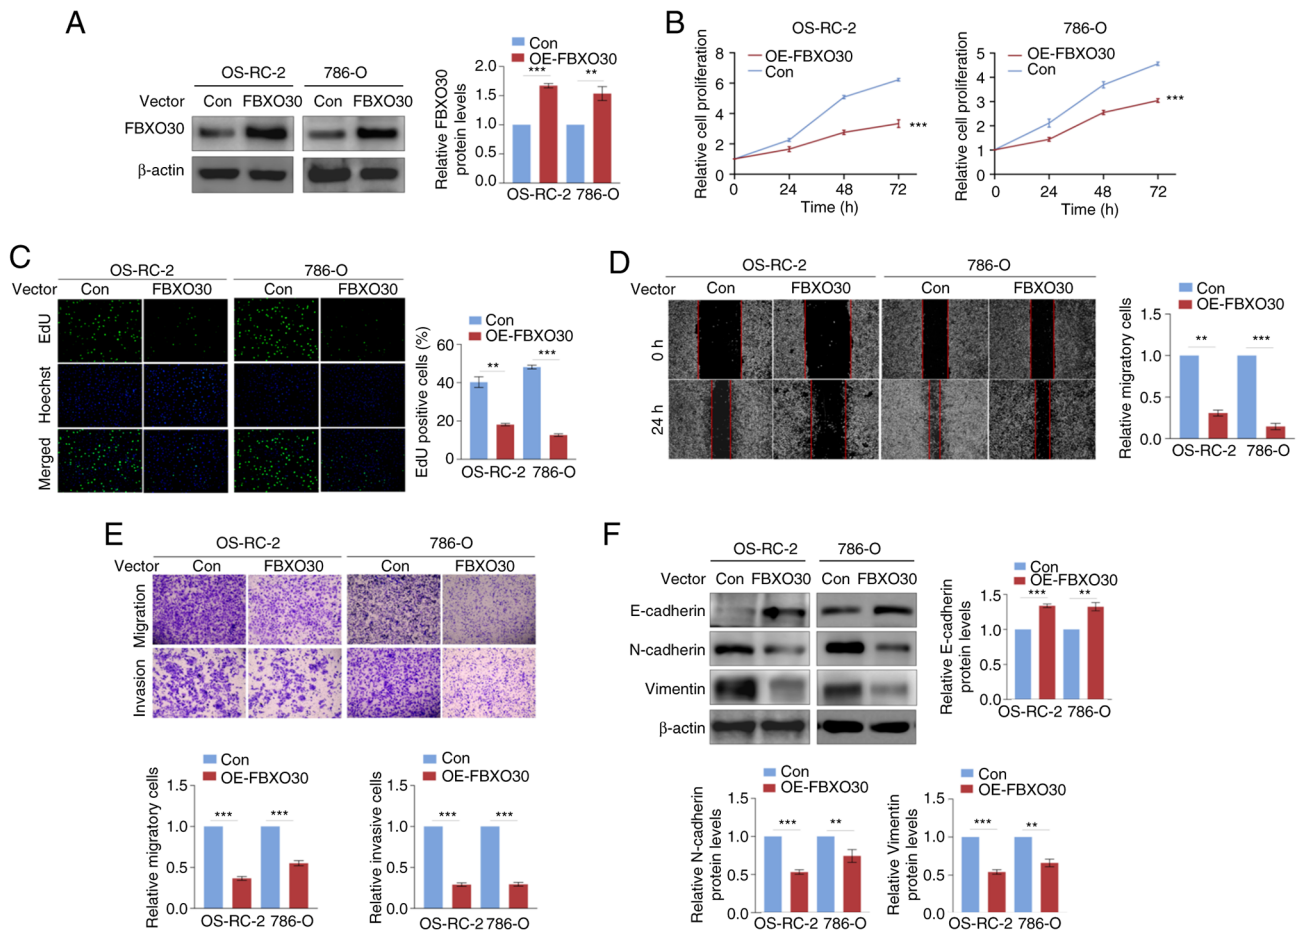 A
OS-RC-2 786-O
Vector Con FBXO30 Con FBXO30
FBXO30
β-actin
Con
OE-FBXO30
Relative FBXO30
protein levels
2.0
1.5
1.0
0.5
0.0
*** **
OS-RC-2 786-O
B
OS-RC-2
Relative cell proliferation
8
6
4
2
0
OE-FBXO30
Con
***
0 24 48 72
Time (h)
786-O
Relative cell proliferation
5
4
3
2
1
0
OE-FBXO30
Con
***
0 24 48 72
Time (h)
C
OS-RC-2 786-O
Vector Con FBXO30 Con FBXO30
EdU
Hoechst
Merged
Con
OE-FBXO30
EdU positive cells (%)
60
40
20
0
** ***
OS-RC-2 786-O
D
OS-RC-2 786-O
Vector Con FBXO30 Con FBXO30
0 h
24 h
Con
OE-FBXO30
Relative migratory cells
1.5
1.0
0.5
0.0
** ***
OS-RC-2 786-O
E
OS-RC-2 786-O
Vector Con FBXO30 Con FBXO30
Migration
Invasion
Con
OE-FBXO30
Relative migratory cells
1.5
1.0
0.5
0.0
*** ***
OS-RC-2 786-O
Con
OE-FBXO30
Relative invasive cells
1.5
1.0
0.5
0.0
*** ***
OS-RC-2 786-O
F
OS-RC-2 786-O
Vector Con FBXO30 Con FBXO30
E-cadherin
N-cadherin
Vimentin
β-actin
Con
OE-FBXO30
Relative E-cadherin
protein levels
1.5
1.0
0.5
0.0
*** **
OS-RC-2 786-O
Con
OE-FBXO30
Relative N-cadherin
protein levels
1.5
1.0
0.5
0.0
*** **
OS-RC-2 786-O
Con
OE-FBXO30
Relative Vimentin
protein levels
1.5
1.0
0.5
0.0
*** **
OS-RC-2 786-O